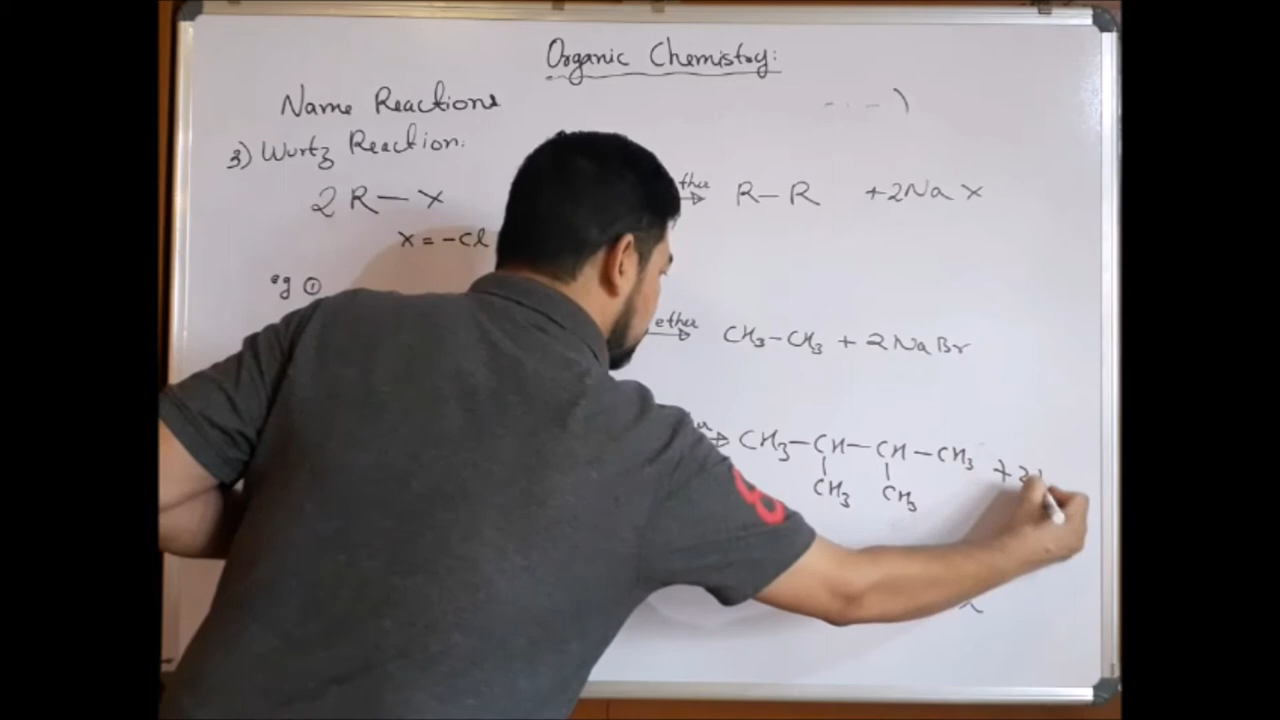 Organic Chemistry:
Name Reactions
3) Wurtz Reaction:
2 R—X → R—R +2NaX
X = -Cl
eg ①
ether → CH₃-CH₃ + 2NaBr
→ CH₃—CH—CH—CH₃ + 2
CH₃ CH₃